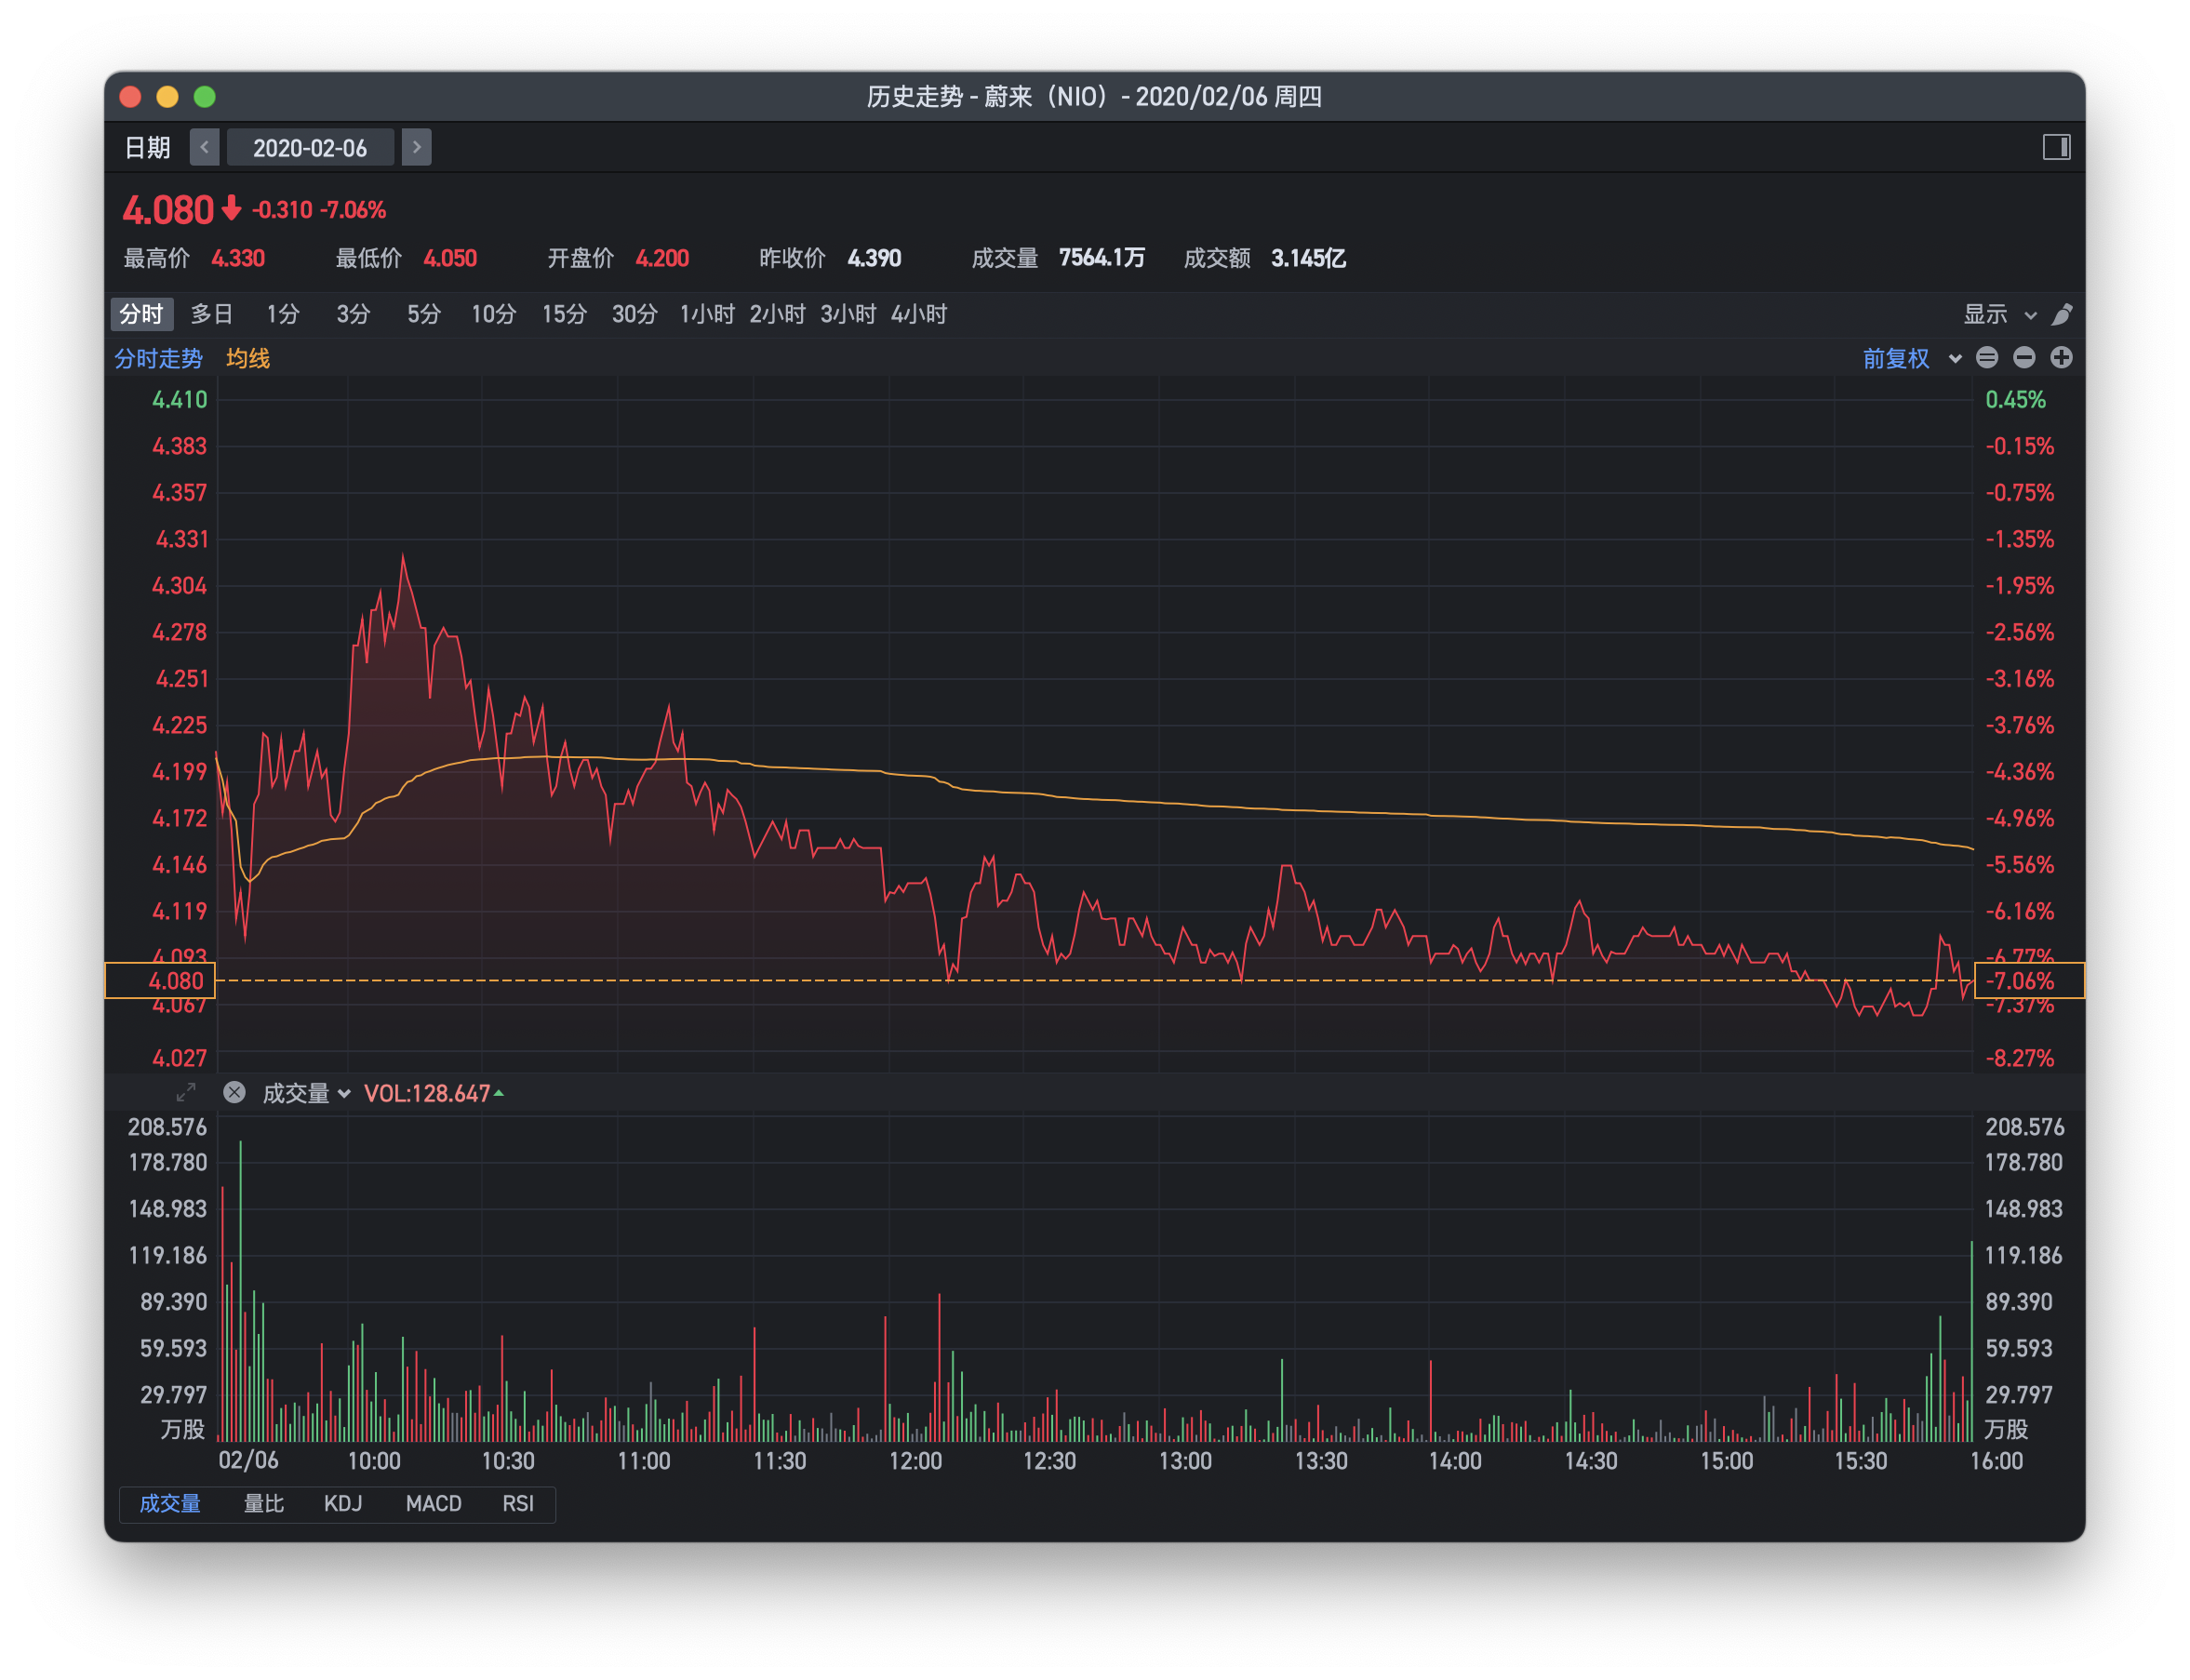 历史走势 - 蔚来（NIO）- 2020/02/06 周四
日期 < 2020-02-06 >
4.080 -0.310 -7.06%
最高价 4.330 最低价 4.050 开盘价 4.200 昨收价 4.390 成交量 7564.1万 成交额 3.145亿
分时 多日 1分 3分 5分 10分 15分 30分 1小时 2小时 3小时 4小时 显示
分时走势 均线 前复权
4.410 0.45%
4.383 -0.15%
4.357 -0.75%
4.331 -1.35%
4.304 -1.95%
4.278 -2.56%
4.251 -3.16%
4.225 -3.76%
4.199 -4.36%
4.172 -4.96%
4.146 -5.56%
4.119 -6.16%
4.093 -6.77%
4.080 -7.06%
4.067 -7.37%
4.027 -8.27%
成交量 VOL:128.647
208.576 208.576
178.780 178.780
148.983 148.983
119.186 119.186
89.390 89.390
59.593 59.593
29.797 29.797
万股 万股
02/06 10:00 10:30 11:00 11:30 12:00 12:30 13:00 13:30 14:00 14:30 15:00 15:30 16:00
成交量 量比 KDJ MACD RSI